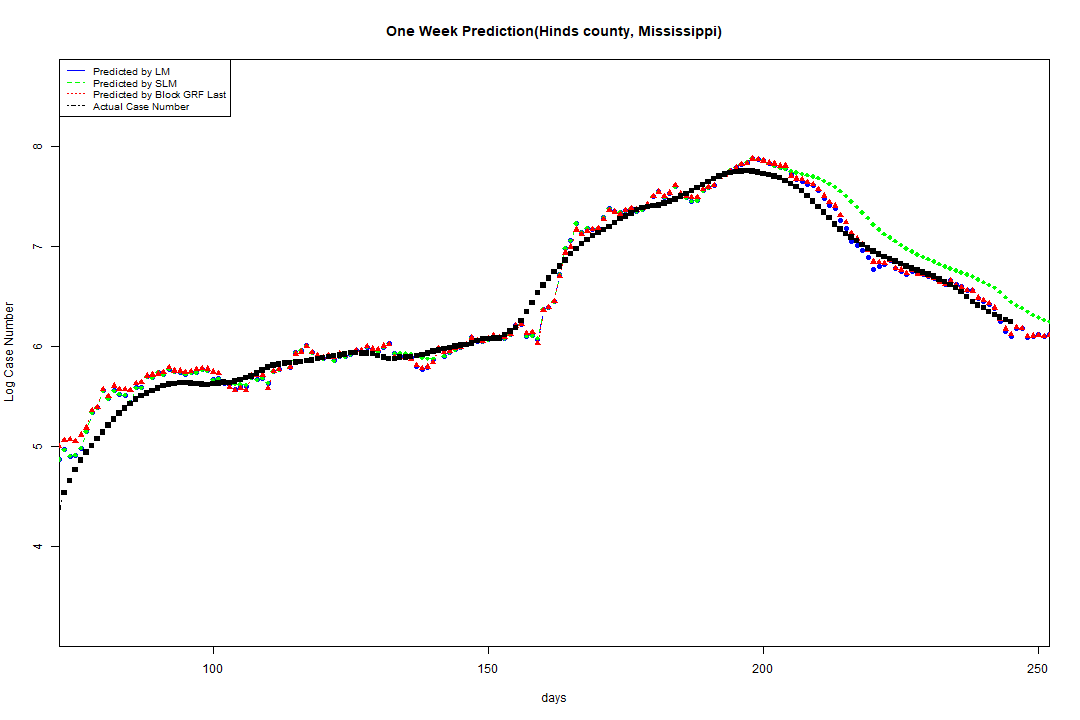 One Week Prediction(Hinds county, Mississippi)
Predicted by LM
Predicted by SLM
Predicted by Block GRF Last
Actual Case Number
8
7
6
5
4
Log Case Number
100 150 200 250
days